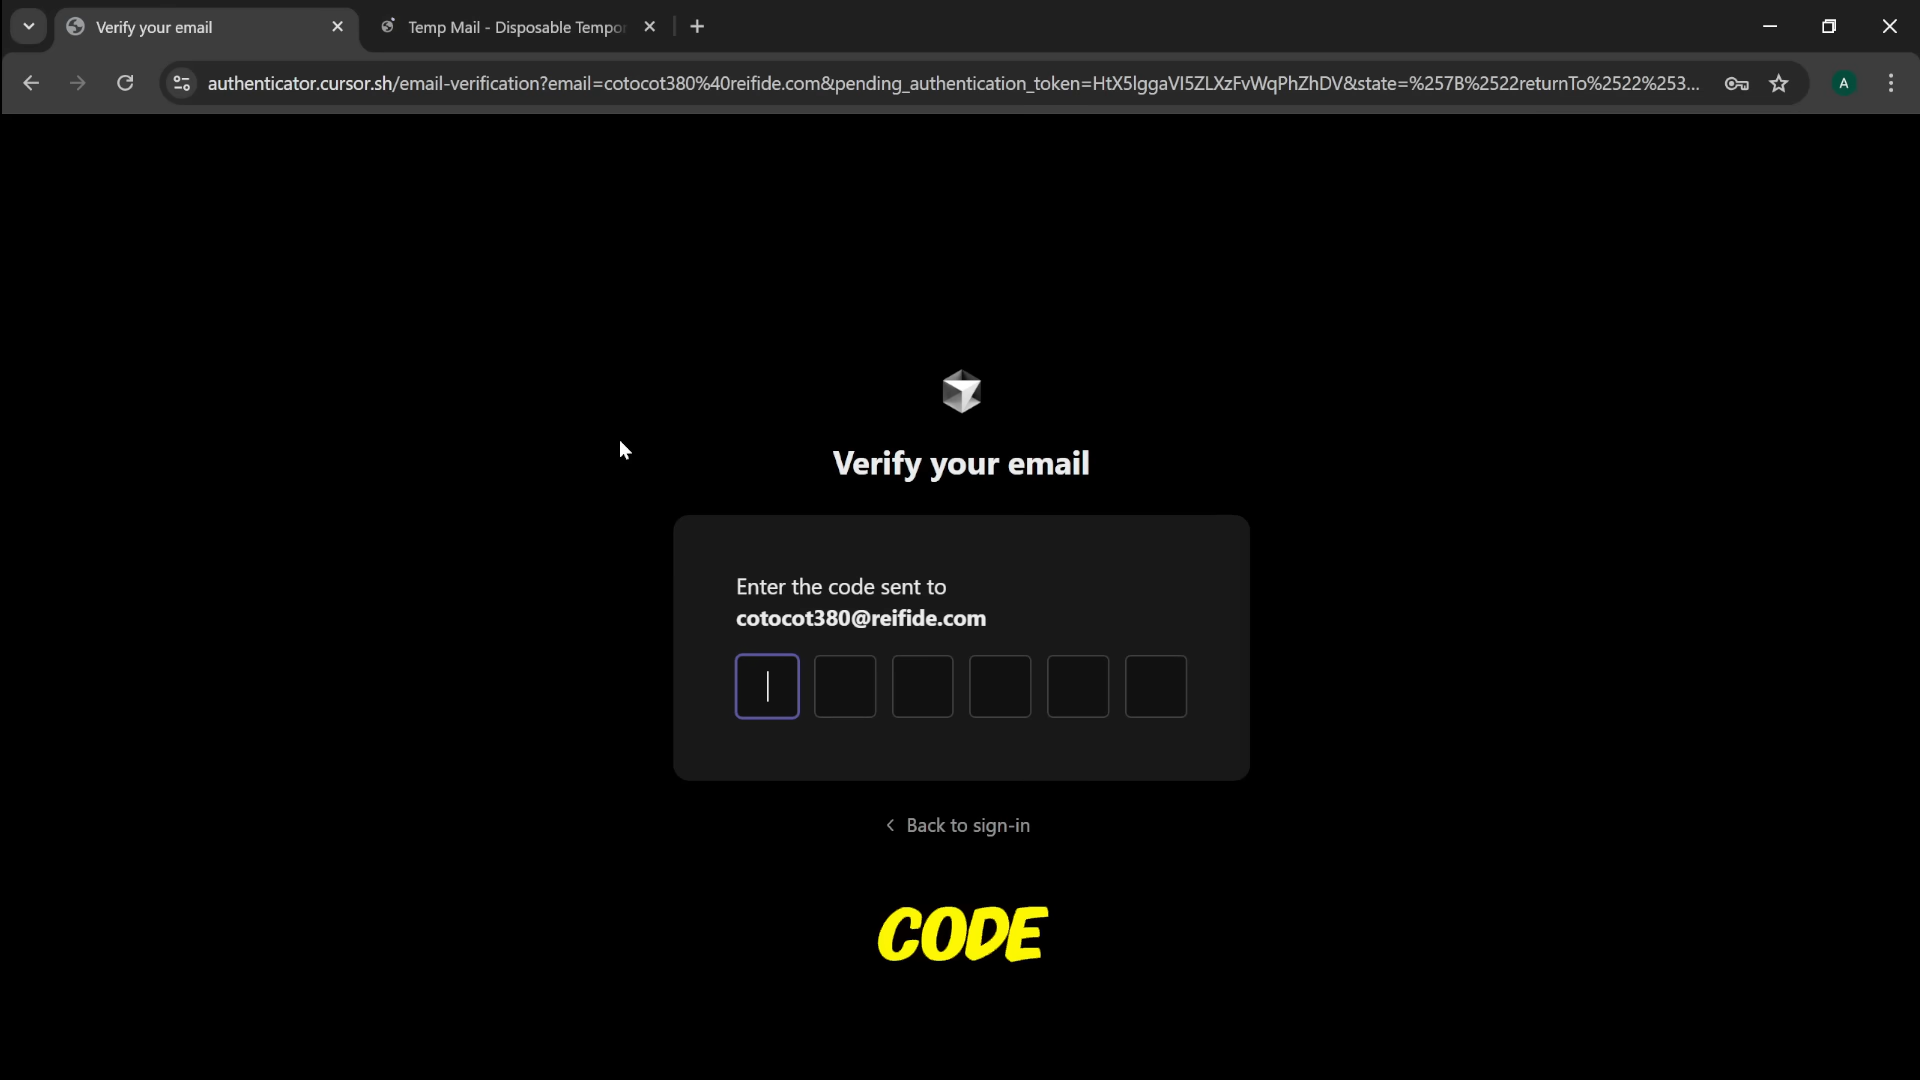 Verify your email
Temp Mail - Disposable Tempo
authenticator.cursor.sh/email-verification?email=cotocot380%40reifide.com&pending_authentication_token=HtX5lggaVI5ZLXzFvWqPhZhDV&state=%257B%2522returnTo%2522%253...
A
Verify your email
Enter the code sent to
cotocot380@reifide.com
Back to sign-in
CODE